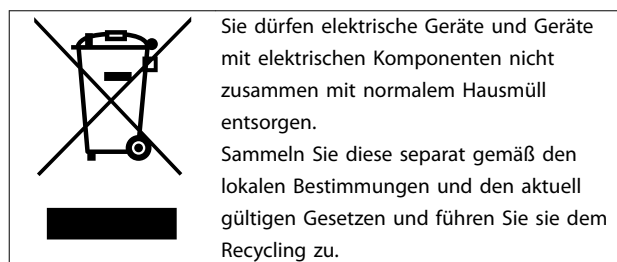 Sie dürfen elektrische Geräte und Geräte
mit elektrischen Komponenten nicht
zusammen mit normalem Hausmüll
entsorgen.
Sammeln Sie diese separat gemäß den
lokalen Bestimmungen und den aktuell
gültigen Gesetzen und führen Sie sie dem
Recycling zu.